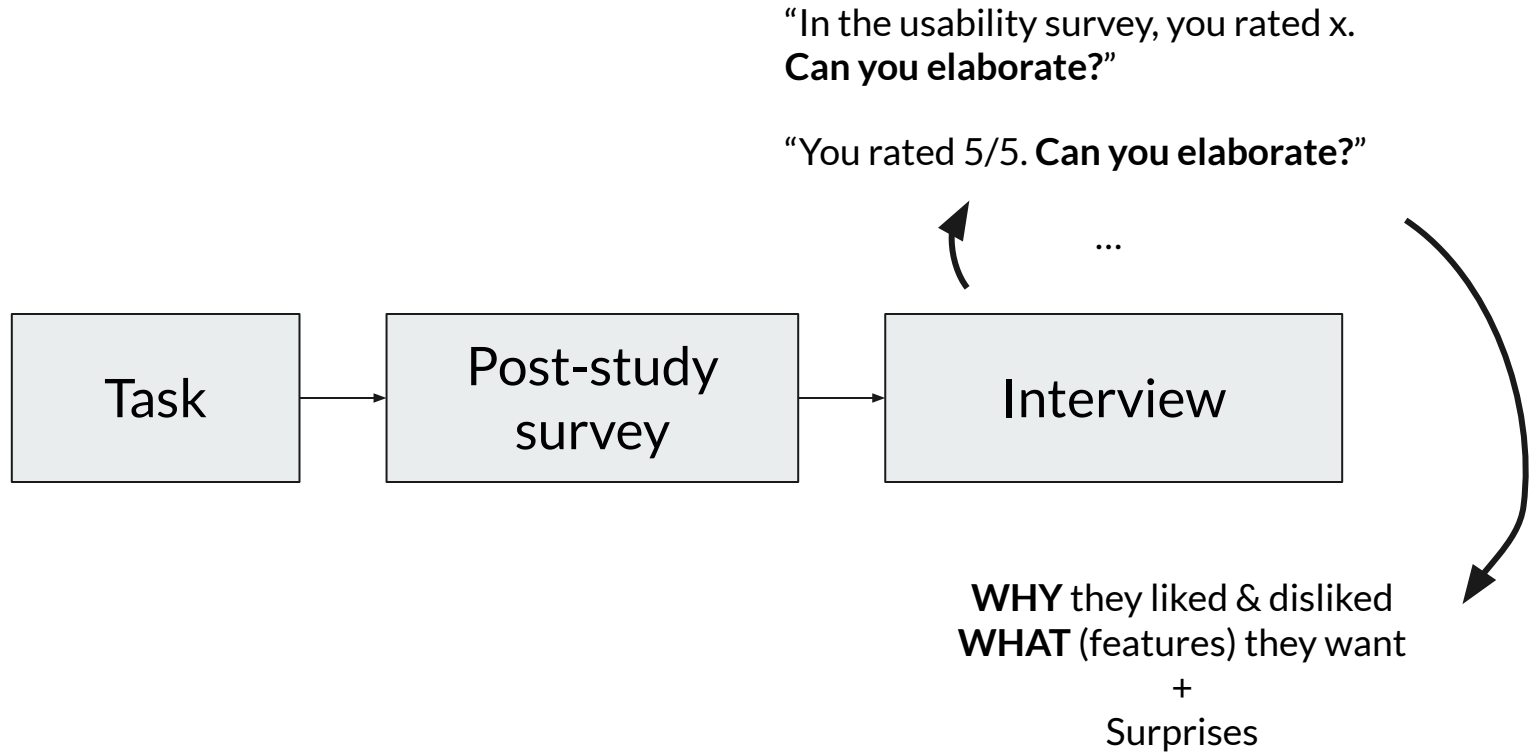 “In the usability survey, you rated x.
Can you elaborate?”
“You rated 5/5. Can you elaborate?”
...
Task
Post-study
survey
Interview
WHY they liked & disliked
WHAT (features) they want
+
Surprises